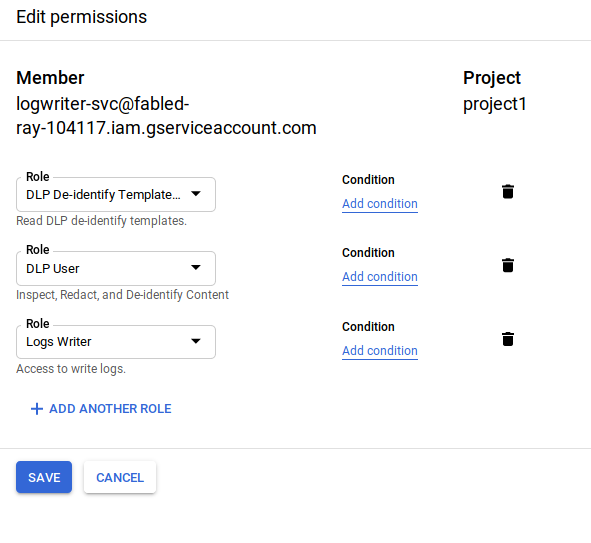 Edit permissions
Member
Project
logwriter-svc@fabled-
project1
ray-104117.iam.gserviceaccount.com
Role
Condition
DLP De-identify Template...
Add condition
Read DLP de-identify templates.
Role
Condition
DLP User
Add condition
Inspect, Redact, and De-identify Content
Role
Condition
Logs Writer
Add condition
Access to write logs.
+ ADD ANOTHER ROLE
SAVE
CANCEL